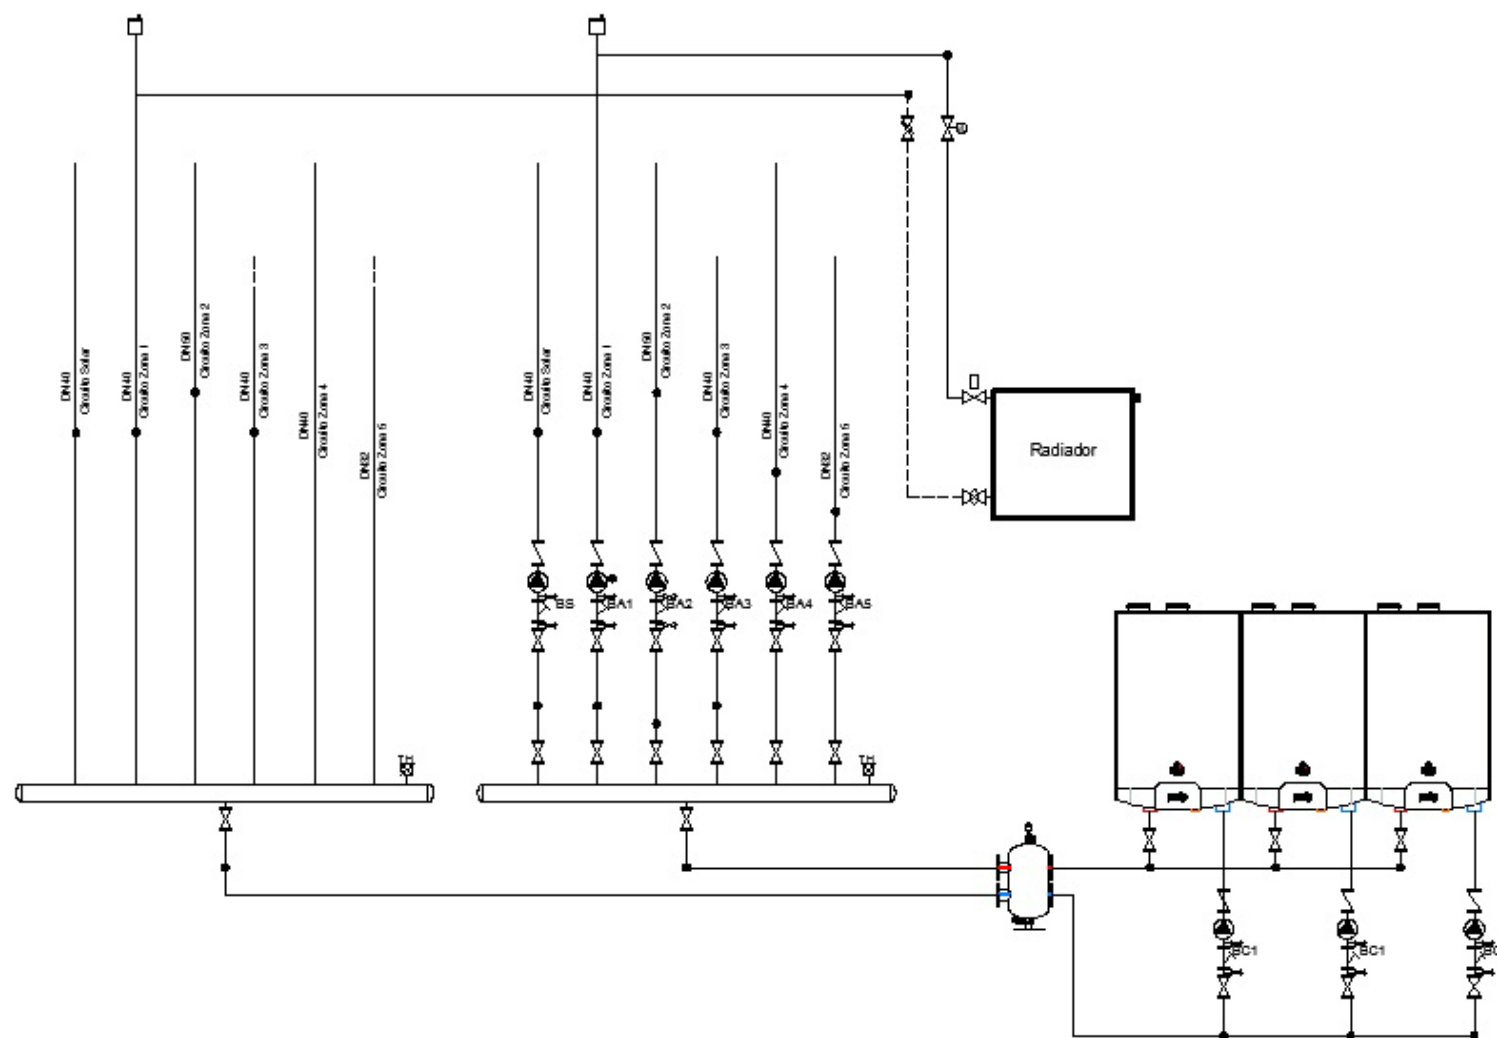 DN40
Circuito Solar
DN40
Circuito Zona 1
DN50
Circuito Zona 2
DN40
Circuito Zona 3
DN40
Circuito Zona 4
DN32
Circuito Zona 5
DN40
Circuito Solar
DN40
Circuito Zona 1
DN50
Circuito Zona 2
DN40
Circuito Zona 3
DN40
Circuito Zona 4
DN32
Circuito Zona 5
Radiador
BS
BA1
BA2
BA3
BA4
BA5
BC1
BC1